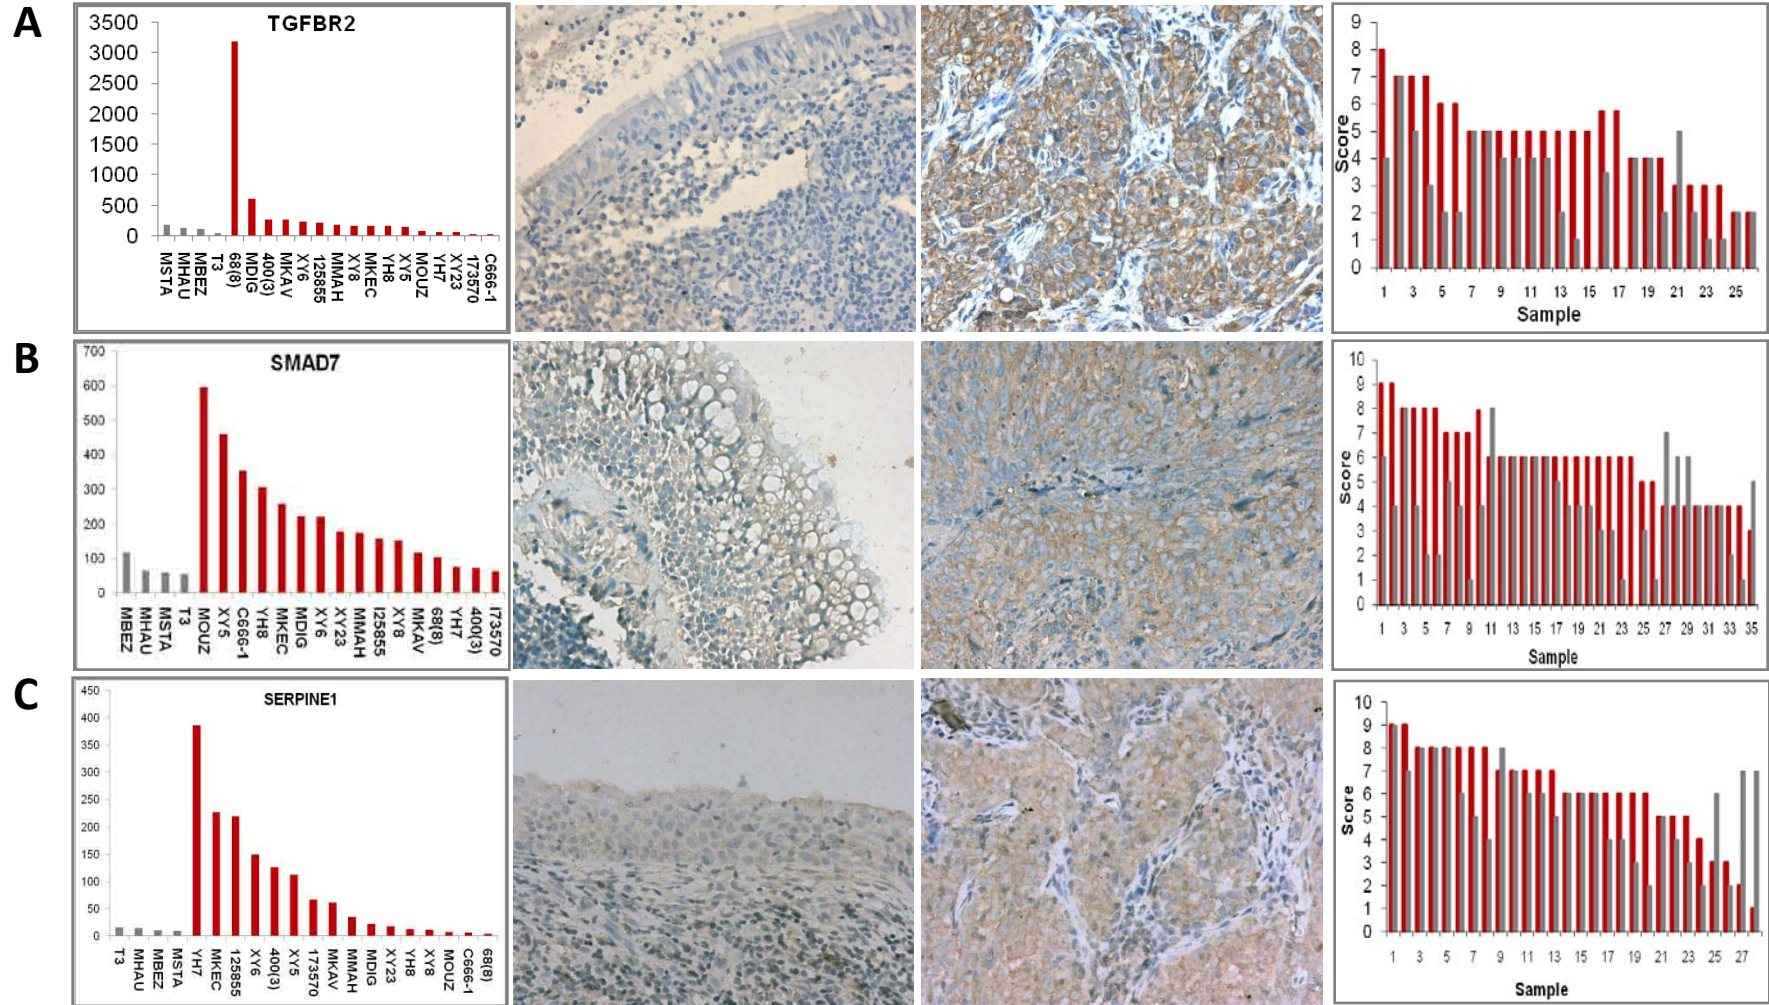 A
TGFBR2
3500
3000
2500
2000
1500
1000
500
0
MSTA
MHAU
MBEZ
T3
68(8)
MDIG
400(3)
MKAV
XY6
125855
MMAH
XY8
MKEC
YH8
XY5
MOUZ
YH7
XY23
173570
C666-1
9
8
7
6
5
4
3
2
1
0
Score
1 3 5 7 9 11 13 15 17 19 21 23 25
Sample
B
SMAD7
700
600
500
400
300
200
100
0
MBEZ
MHAU
MSTA
T3
MOUZ
XY5
C666-1
YH8
MKEC
MDIG
XY6
XY23
MMAH
125855
XY8
MKAV
68(8)
YH7
400(3)
173570
10
9
8
7
6
5
4
3
2
1
0
Score
1 3 5 7 9 11 13 15 17 19 21 23 25 27 29 31 33 35
Sample
C
SERPINE1
450
400
350
300
250
200
150
100
50
0
T3
MHAU
MBEZ
MSTA
YH7
MKEC
125855
XY6
400(3)
XY5
173570
MKAV
MMAH
MDIG
XY23
YH8
XY8
MOUZ
C666-1
68(8)
10
9
8
7
6
5
4
3
2
1
0
Score
1 3 5 7 9 11 13 15 17 19 21 23 25 27
Sample